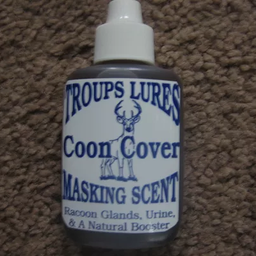 TROUPS LURES
Coon Cover
MASKING SCENT
Racoon Glands, Urine,
& A Natural Booster